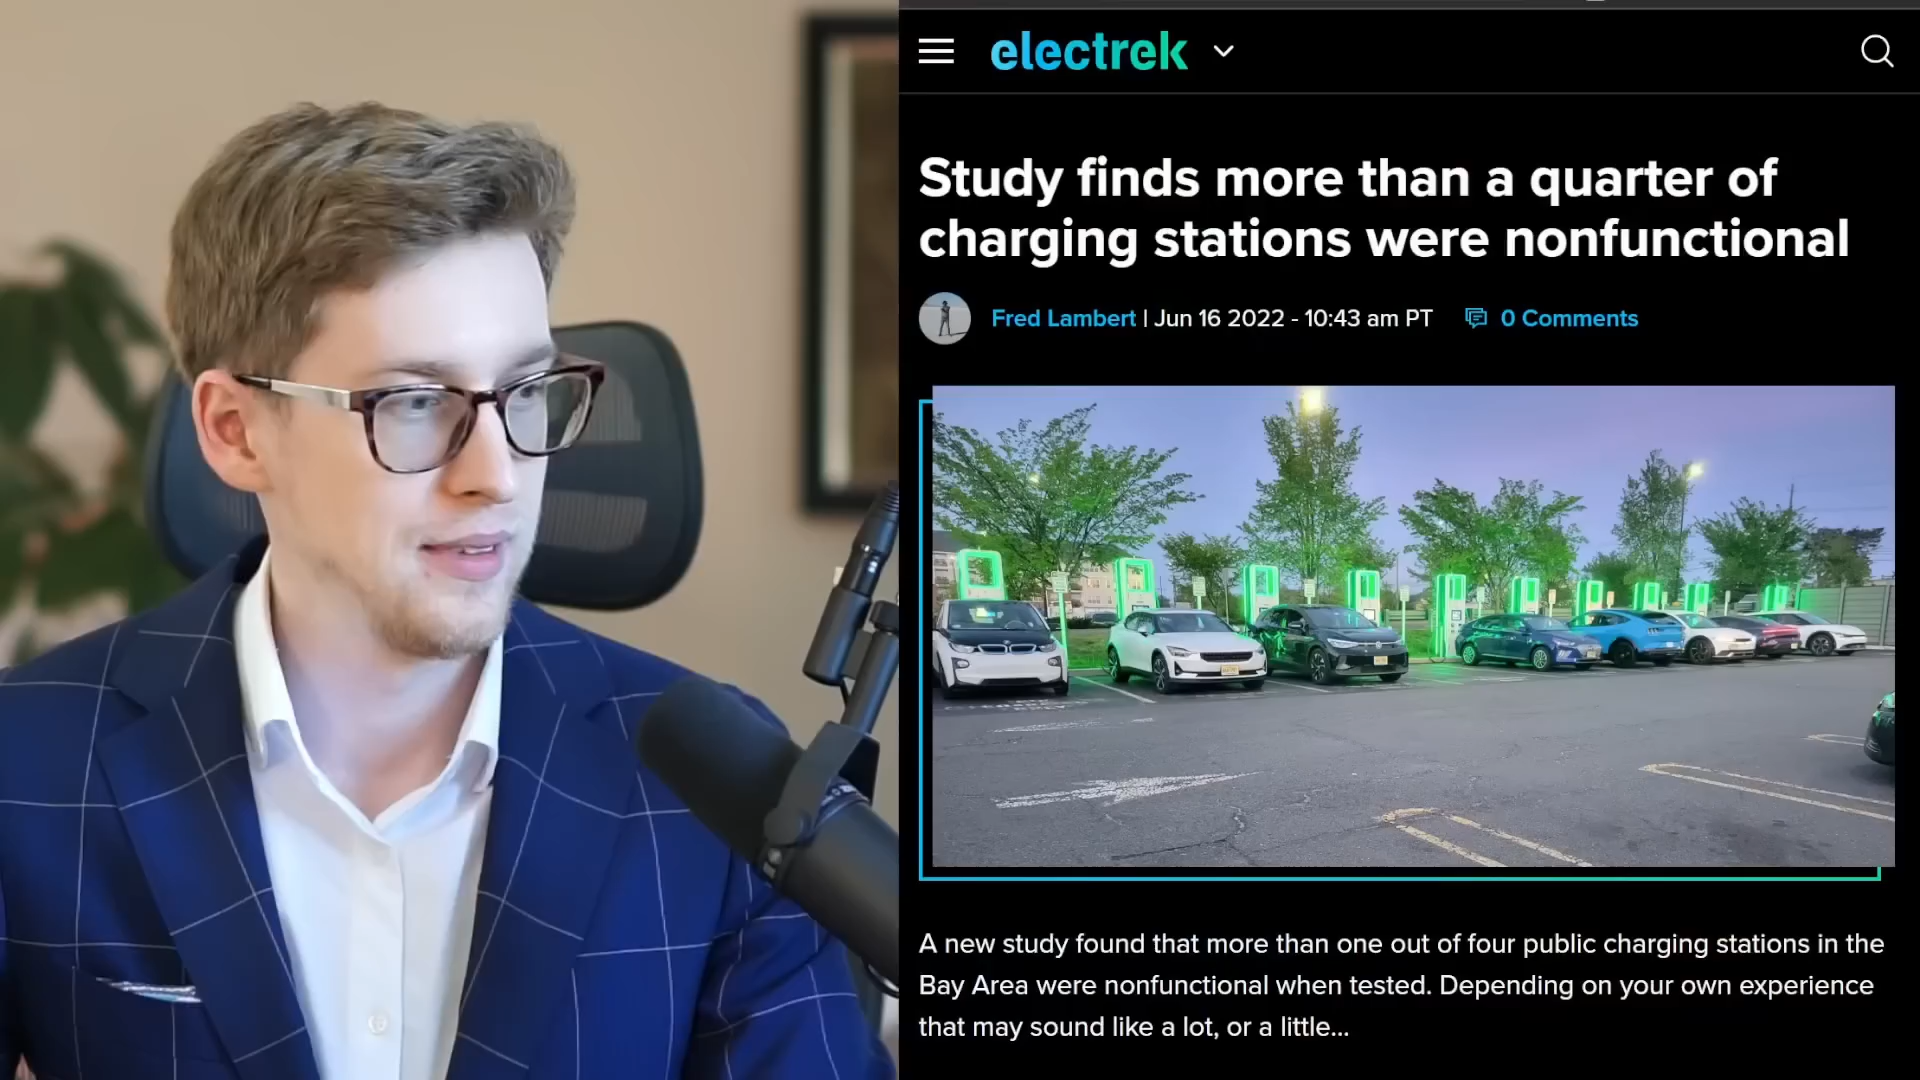 electrek
Study finds more than a quarter of
charging stations were nonfunctional
Fred Lambert | Jun 16 2022 - 10:43 am PT
0 Comments
A new study found that more than one out of four public charging stations in the
Bay Area were nonfunctional when tested. Depending on your own experience
that may sound like a lot, or a little...